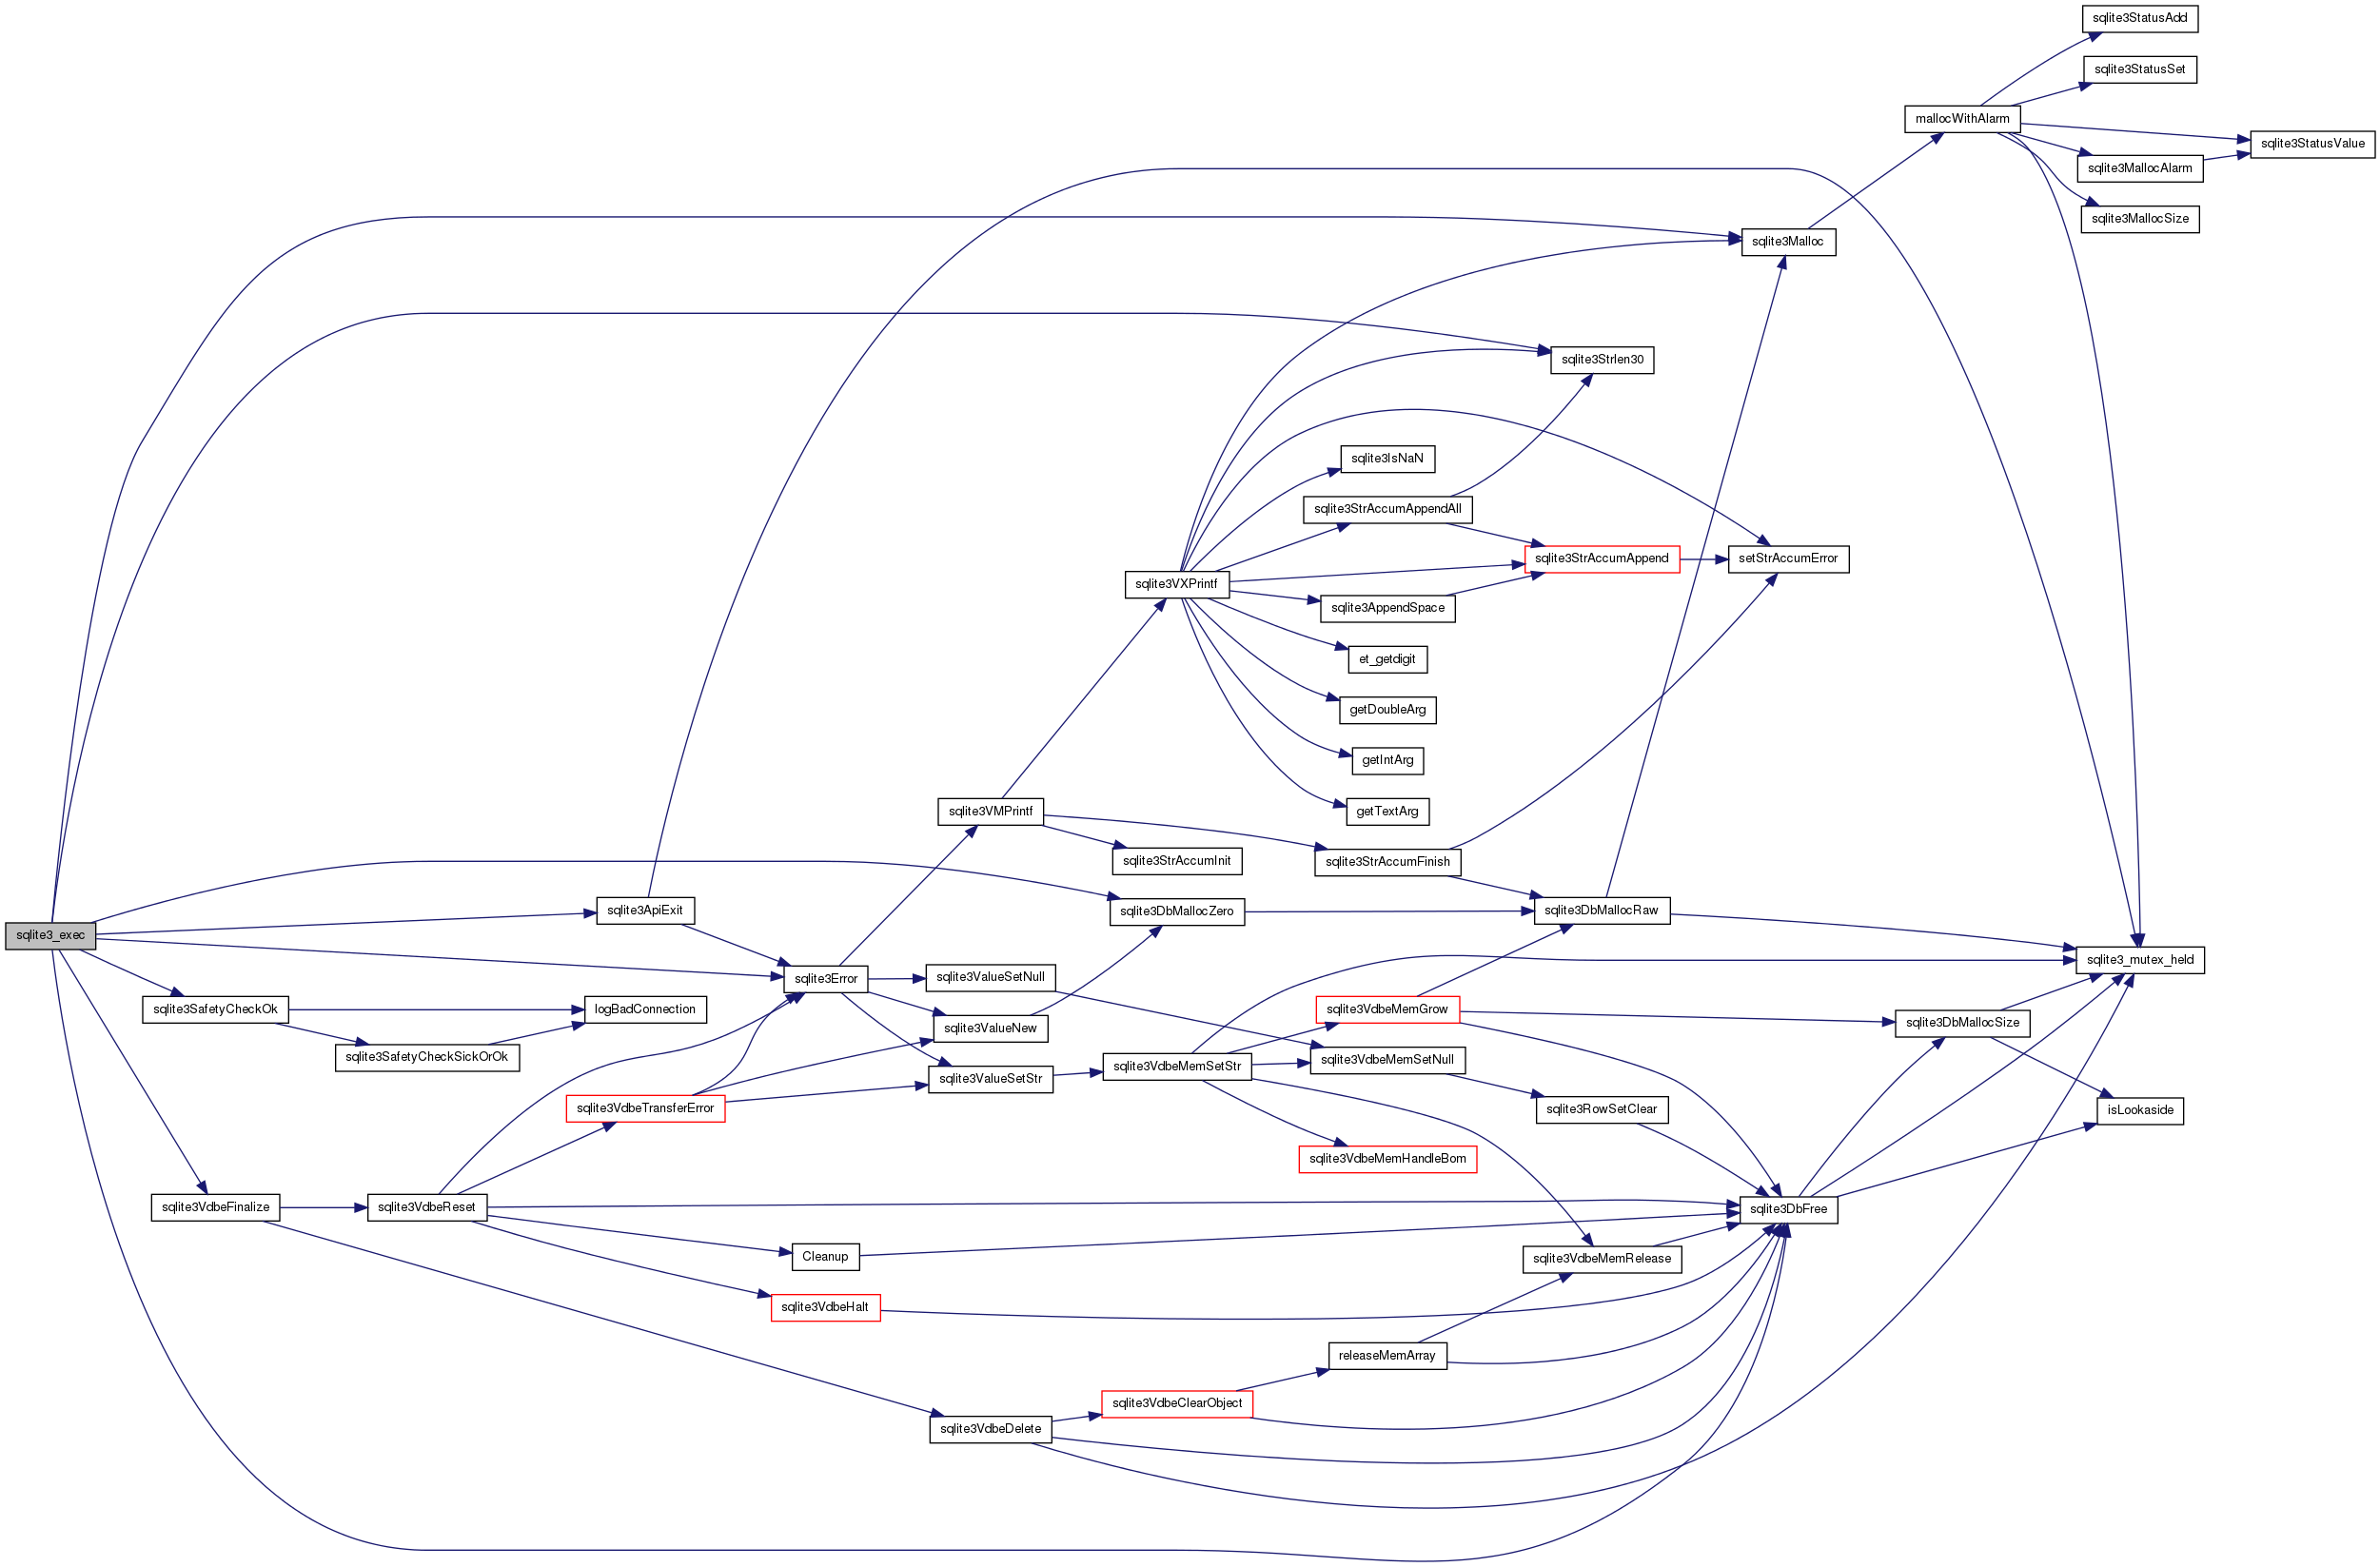 sqlite3StatusAdd
sqlite3StatusSet
mallocWithAlarm
sqlite3StatusValue
sqlite3MallocAlarm
sqlite3MallocSize
sqlite3Malloc
sqlite3Strlen30
sqlite3IsNaN
sqlite3StrAccumAppendAll
sqlite3StrAccumAppend
setStrAccumError
sqlite3VXPrintf
sqlite3AppendSpace
et_getdigit
getDoubleArg
getIntArg
getTextArg
sqlite3VMPrintf
sqlite3StrAccumInit
sqlite3StrAccumFinish
sqlite3ApiExit
sqlite3DbMallocZero
sqlite3DbMallocRaw
sqlite3_exec
sqlite3_mutex_held
sqlite3Error
sqlite3ValueSetNull
sqlite3SafetyCheckOk
logBadConnection
sqlite3VdbeMemGrow
sqlite3DbMallocSize
sqlite3ValueNew
sqlite3SafetyCheckSickOrOk
sqlite3VdbeMemSetNull
sqlite3VdbeMemSetStr
sqlite3ValueSetStr
sqlite3VdbeTransferError
sqlite3RowSetClear
isLookaside
sqlite3VdbeMemHandleBom
sqlite3VdbeFinalize
sqlite3VdbeReset
sqlite3DbFree
Cleanup
sqlite3VdbeMemRelease
sqlite3VdbeHalt
releaseMemArray
sqlite3VdbeClearObject
sqlite3VdbeDelete